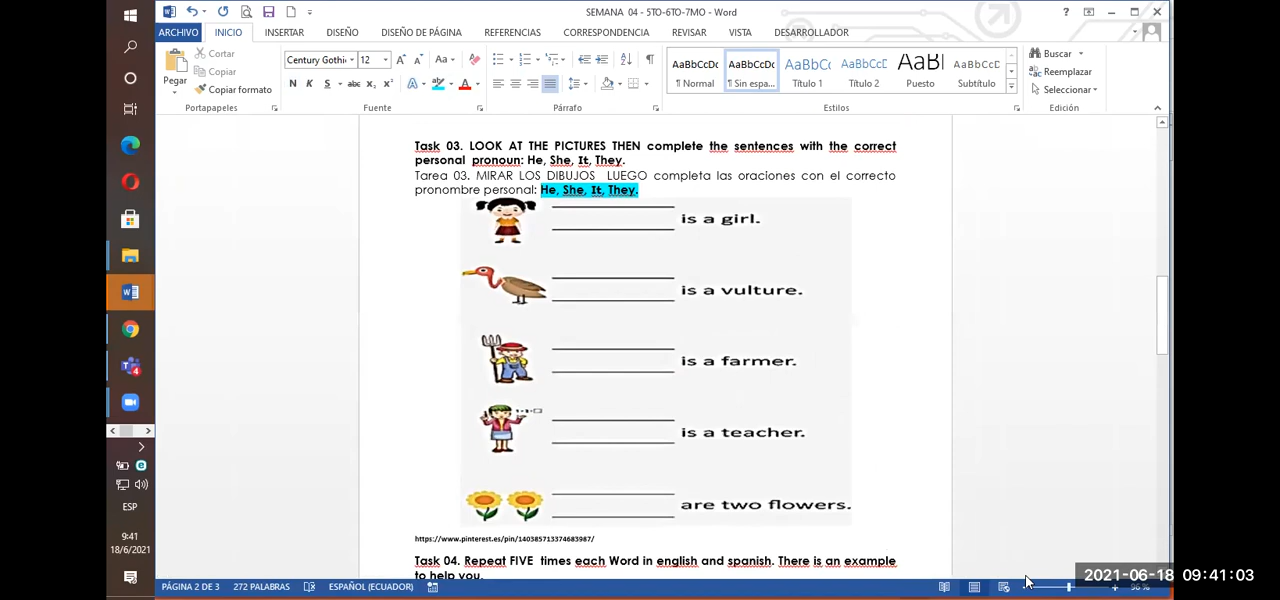 SEMANA 04 - 5TO-6TO-7MO - Word
ARCHIVO INICIO INSERTAR DISEÑO DISEÑO DE PÁGINA REFERENCIAS CORRESPONDENCIA REVISAR VISTA DESARROLLADOR
Pegar
Cortar
Copiar
Copiar formato
Portapapeles
Century Gothi 12
Fuente
Párrafo
AaBbCcDc AaBbCcDc AaBbCc AaBbCcD AaBl AaBbCcD
¶ Normal ¶ Sin espa... Título 1 Título 2 Puesto Subtítulo
Estilos
Buscar
Reemplazar
Seleccionar
Edición
Task 03. LOOK AT THE PICTURES THEN complete the sentences with the correct
personal pronoun: He, She, It, They.
Tarea 03. MIRAR LOS DIBUJOS LUEGO completa las oraciones con el correcto
pronombre personal: He, She, It, They.
is a girl.
is a vulture.
is a farmer.
is a teacher.
are two flowers.
https://www.pinterest.es/pin/140385713374683987/
Task 04. Repeat FIVE times each Word in english and spanish. There is an example
to help you.
ESP
9:41
18/6/2021
PÁGINA 2 DE 3 272 PALABRAS ESPAÑOL (ECUADOR) 96 %
2021-06-18 09:41:03